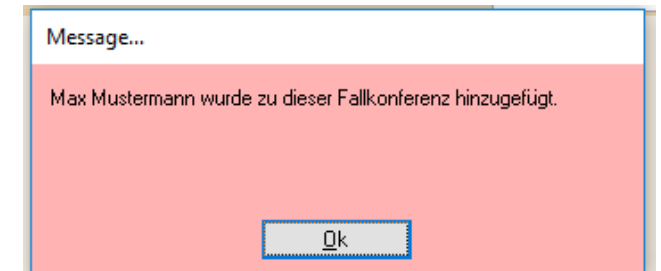 Message...
Max Mustermann wurde zu dieser Fallkonferenz hinzugefügt.
Ok